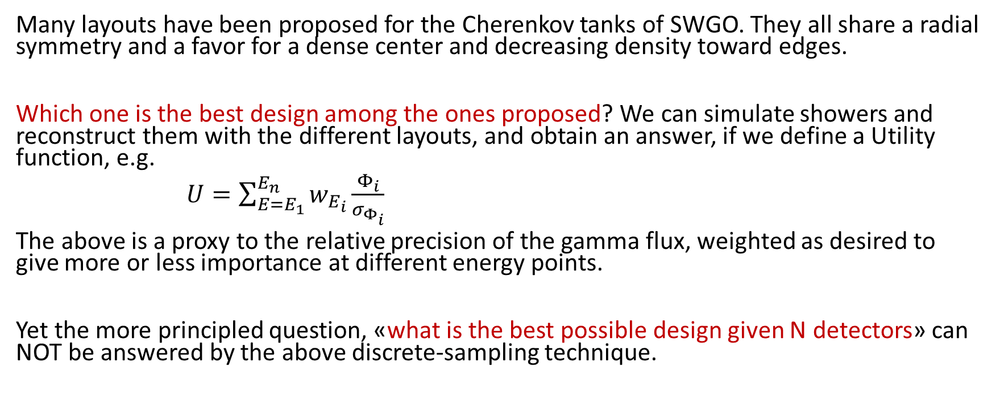 Many layouts have been proposed for the Cherenkov tanks of SWGO. They all share a radial
symmetry and a favor for a dense center and decreasing density toward edges.
Which one is the best design among the ones proposed? We can simulate showers and
reconstruct them with the different layouts, and obtain an answer, if we define a Utility
function, e.g.
$U = \sum_{E=E_1}^{E_n} w_{E_i} \frac{\Phi_i}{\sigma_{\Phi_i}}$
The above is a proxy to the relative precision of the gamma flux, weighted as desired to
give more or less importance at different energy points.
Yet the more principled question, «what is the best possible design given N detectors» can
NOT be answered by the above discrete-sampling technique.